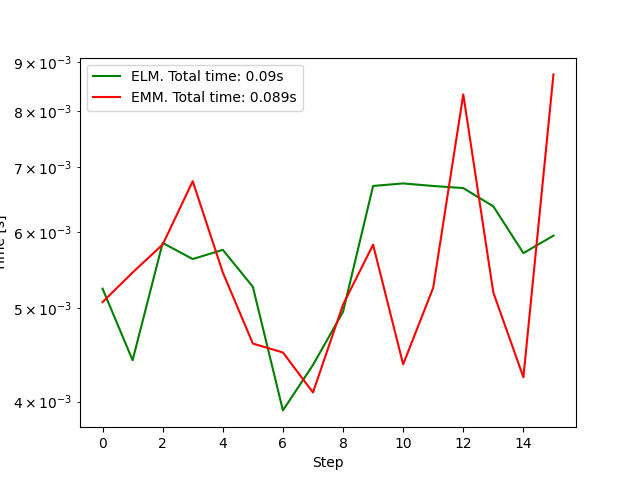 9 × 10⁻³
8 × 10⁻³
7 × 10⁻³
6 × 10⁻³
5 × 10⁻³
4 × 10⁻³
Time [s]
ELM. Total time: 0.09s
EMM. Total time: 0.089s
0 2 4 6 8 10 12 14
Step